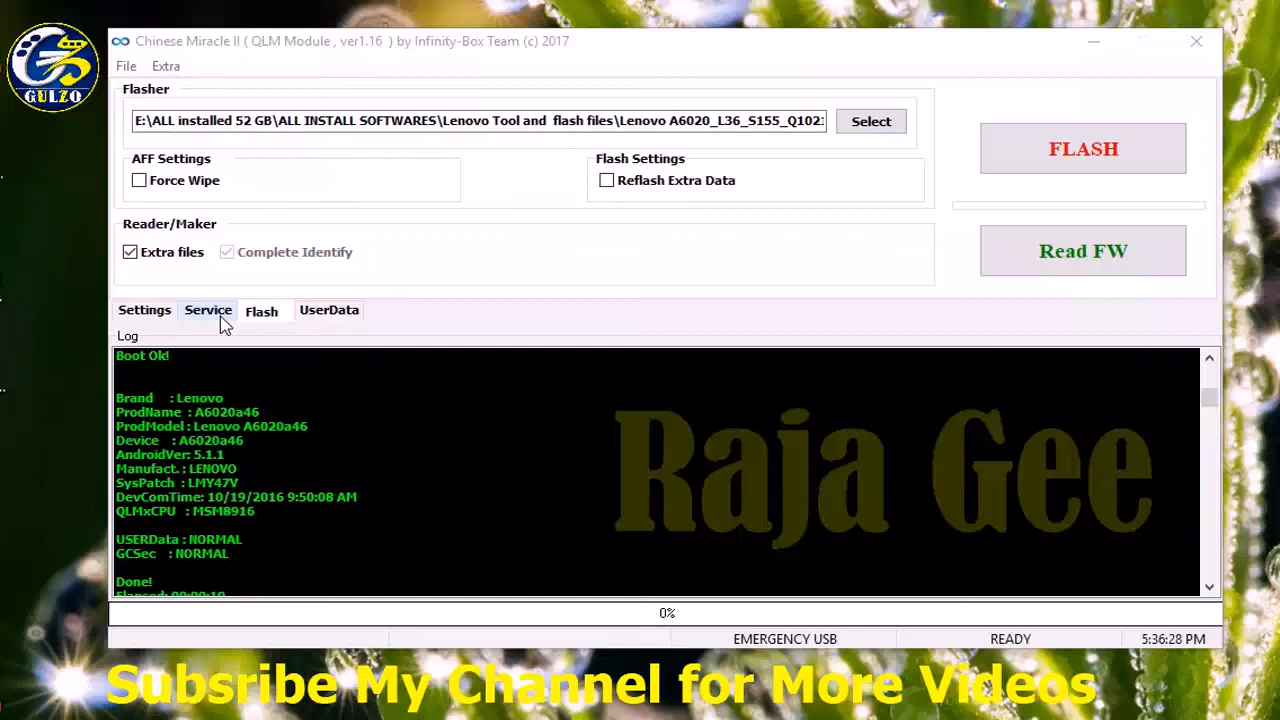 GULZO
Chinese Miracle II ( QLM Module , ver1.16 ) by Infinity-Box Team (c) 2017
File Extra
Flasher
E:\ALL installed 52 GB\ALL INSTALL SOFTWARES\Lenovo Tool and flash files\Lenovo A6020_L36_S155_Q102 Select
AFF Settings
Force Wipe
Flash Settings
Reflash Extra Data
FLASH
Reader/Maker
Extra files Complete Identify
Read FW
Settings Service Flash UserData
Log
Boot Ok!
Brand : Lenovo
ProdName : A6020a46
ProdModel : Lenovo A6020a46
Device : A6020a46
AndroidVer: 5.1.1
Manufact. : LENOVO
SysPatch : LMY47V
DevComTime: 10/19/2016 9:50:08 AM
QLMxCPU : MSM8916
USERData : NORMAL
GCSec : NORMAL
Done!
Elapsed: 00:00:19
Raja Gee
0%
EMERGENCY USB READY 5:36:28 PM
Subsribe My Channel for More Videos